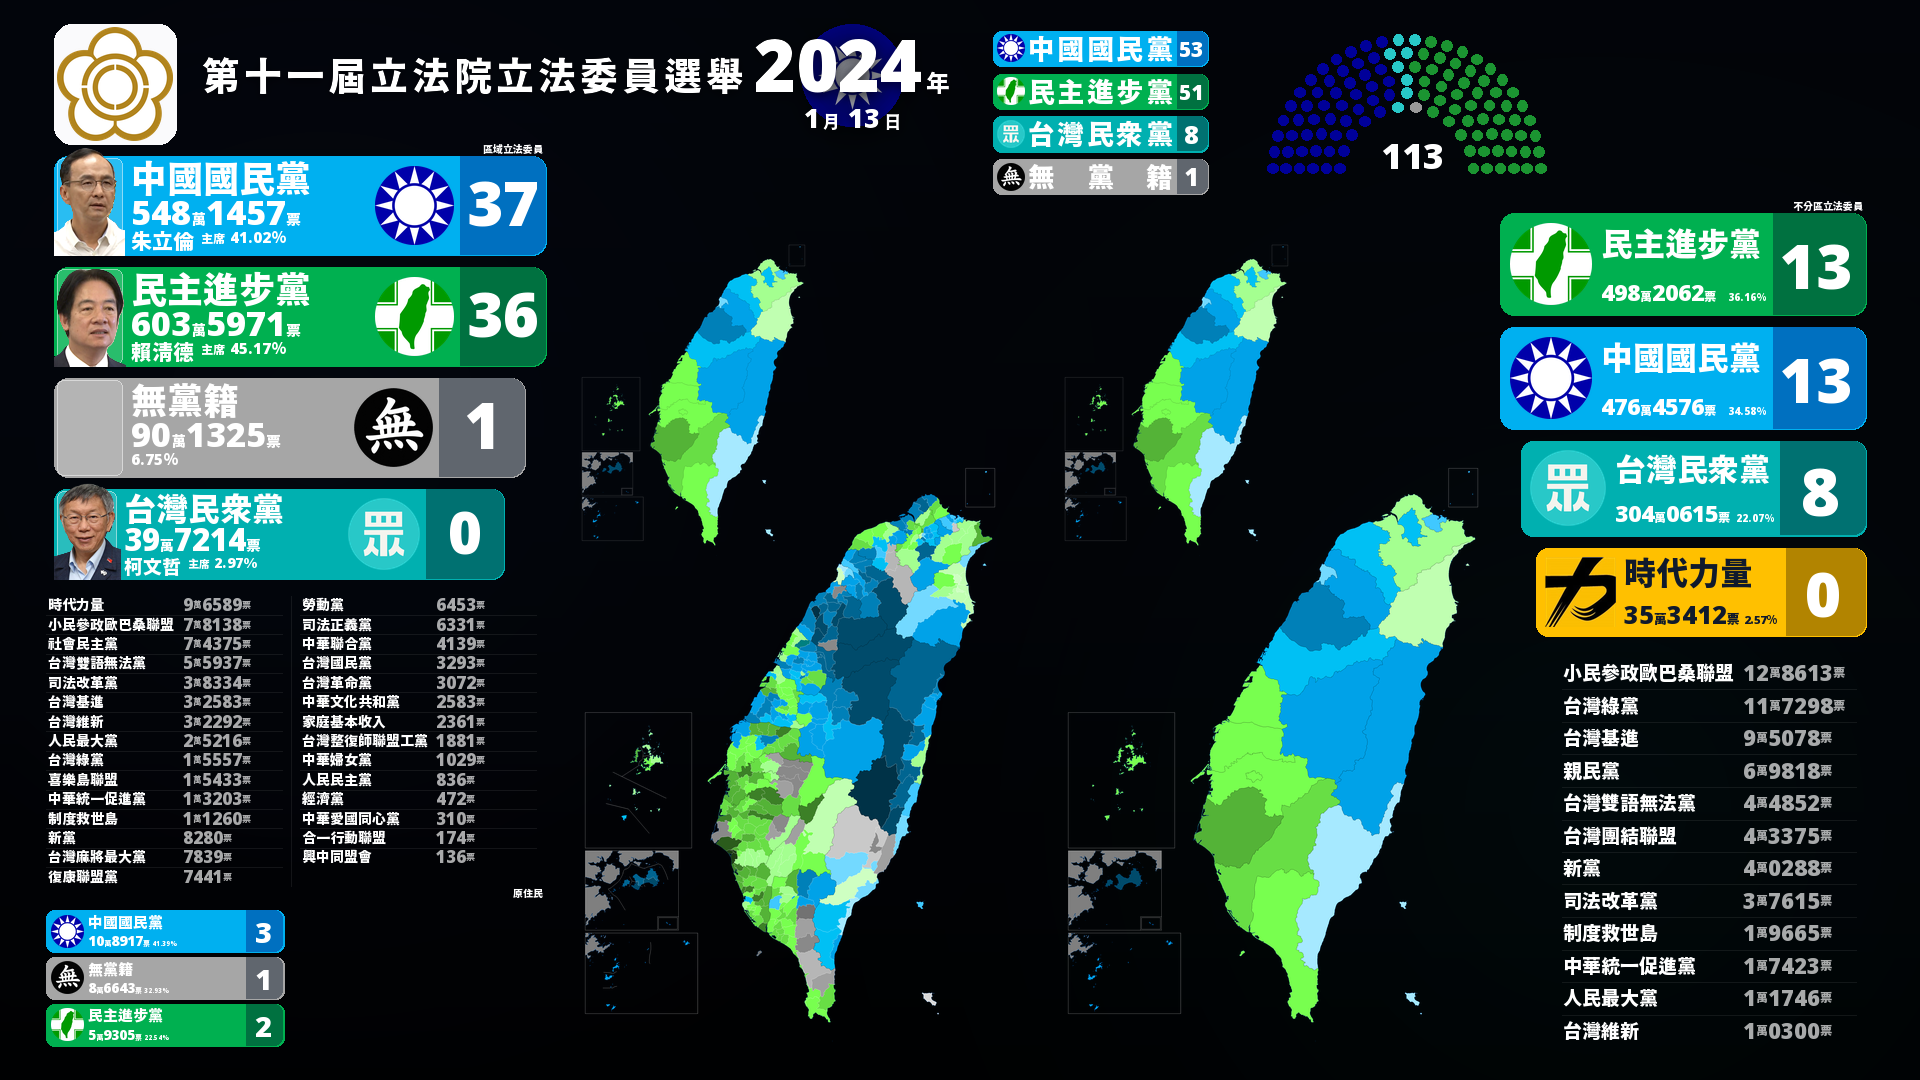 第十一屆立法院立法委員選舉 2024年
1月 13日
中國國民黨 53
民主進步黨 51
眾 台灣民眾黨 8
無 無黨籍 1
113
區域立法委員
中國國民黨
548萬1457票
朱立倫 主席 41.02%
37
民主進步黨
603萬5971票
賴清德 主席 45.17%
36
無黨籍
90萬1325票
6.75%
無
1
台灣民眾黨
39萬7214票
柯文哲 主席 2.97%
眾
0
時代力量 9萬6589票
小民參政歐巴桑聯盟 7萬8138票
社會民主黨 7萬4375票
台灣雙語無法黨 5萬5937票
司法改革黨 3萬8334票
台灣基進 3萬2583票
台灣維新 3萬2292票
人民最大黨 2萬5216票
台灣綠黨 1萬5557票
喜樂島聯盟 1萬5433票
中華統一促進黨 1萬3203票
制度救世島 1萬1260票
新黨 8280票
台灣麻將最大黨 7839票
復康聯盟黨 7441票
勞動黨 6453票
司法正義黨 6331票
中華聯合黨 4139票
台灣國民黨 3293票
台灣革命黨 3072票
中華文化共和黨 2583票
家庭基本收入 2361票
台灣整復師聯盟工黨 1881票
中華婦女黨 1029票
人民民主黨 836票
經濟黨 472票
中華愛國同心黨 310票
合一行動聯盟 174票
興中同盟會 136票
原住民
中國國民黨
10萬8917票 41.39%
3
無
無黨籍
8萬6643票 32.93%
1
民主進步黨
5萬9305票 22.54%
2
不分區立法委員
民主進步黨
498萬2062票 36.16%
13
中國國民黨
476萬4576票 34.58%
13
眾
台灣民眾黨
304萬0615票 22.07%
8
力
時代力量
35萬3412票 2.57%
0
小民參政歐巴桑聯盟 12萬8613票
台灣綠黨 11萬7298票
台灣基進 9萬5078票
親民黨 6萬9818票
台灣雙語無法黨 4萬4852票
台灣團結聯盟 4萬3375票
新黨 4萬0288票
司法改革黨 3萬7615票
制度救世島 1萬9665票
中華統一促進黨 1萬7423票
人民最大黨 1萬1746票
台灣維新 1萬0300票